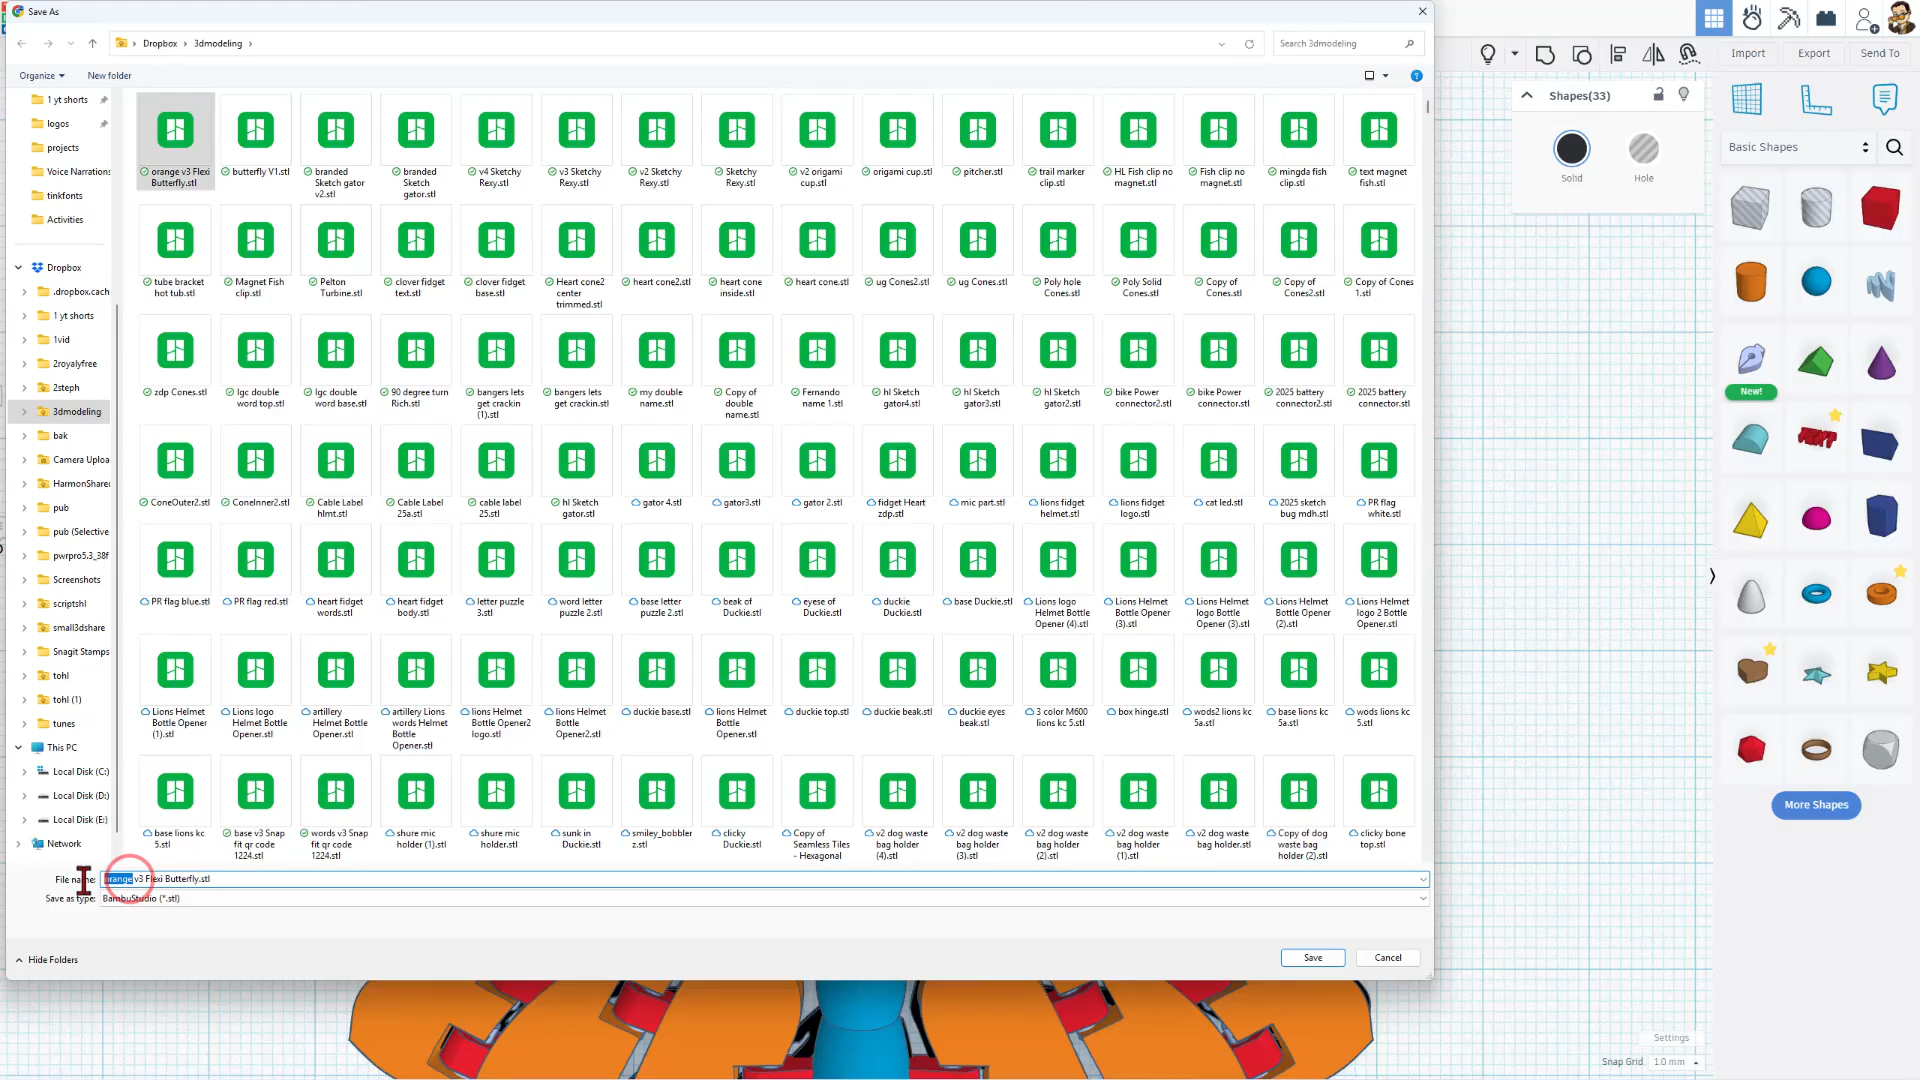 Save As
Dropbox
3dmodeling
Search 3dmodeling
Organize
New folder
1 yt shorts
logos
projects
Voice Narrations
tinkfonts
Activities
Dropbox
.dropbox.cach
1 yt shorts
1vid
2royalyfree
2steph
3dmodeling
bak
Camera Uploa
HarmonShare
pub
pub (Selective
pwrpro5.3_38f
Screenshots
scriptshl
small3dshare
Snagit Stamps
tohl
tohl (1)
tunes
This PC
Local Disk (C:)
Local Disk (D:)
Local Disk (E:)
Network
orange v3 Flexi Butterfly.stl
butterfly V1.stl
branded Sketch gator v2.stl
branded Sketch gator.stl
v4 Sketchy Rexy.stl
v3 Sketchy Rexy.stl
v2 Sketchy Rexy.stl
Sketchy Rexy.stl
v2 origami cup.stl
origami cup.stl
pitcher.stl
trail marker clip.stl
HL Fish clip no magnet.stl
Fish clip no magnet.stl
mingda fish clip.stl
text magnet fish.stl
tube bracket hot tub.stl
Magnet Fish clip.stl
Pelton Turbine.stl
clover fidget text.stl
clover fidget base.stl
Heart cone2 center trimmed.stl
heart cone2.stl
heart cone inside.stl
heart cone.stl
ug Cones2.stl
ug Cones.stl
Poly hole Cones.stl
Poly Solid Cones.stl
Copy of Cones.stl
Copy of Cones2.stl
Copy of Cones 1.stl
zdp Cones.stl
lgc double word top.stl
lgc double word base.stl
90 degree turn Rich.stl
bangers lets get crackin (1).stl
bangers lets get crackin.stl
my double name.stl
Copy of double name.stl
Fernando name 1.stl
hl Sketch gator4.stl
hl Sketch gator3.stl
hl Sketch gator2.stl
bike Power connector2.stl
bike Power connector.stl
2025 battery connector2.stl
2025 battery connector.stl
ConeOuter2.stl
ConeInner2.stl
Cable Label hlmt.stl
Cable Label 25a.stl
cable label 25.stl
hl Sketch gator.stl
gator 4.stl
gator3.stl
gator 2.stl
fidget Heart zdp.stl
mic part.stl
lions fidget helmet.stl
lions fidget logo.stl
cat led.stl
2025 sketch bug mdh.stl
PR flag white.stl
PR flag blue.stl
PR flag red.stl
heart fidget words.stl
heart fidget body.stl
letter puzzle 3.stl
word letter puzzle 2.stl
base letter puzzle 2.stl
beak of Duckie.stl
eyese of Duckie.stl
duckie Duckie.stl
base Duckie.stl
Lions logo Helmet Bottle Opener (4).stl
Lions Helmet Bottle Opener (3).stl
Lions Helmet logo Bottle Opener (3).stl
Lions Helmet Bottle Opener (2).stl
Lions Helmet logo 2 Bottle Opener.stl
Lions Helmet Bottle Opener (1).stl
Lions logo Helmet Bottle Opener.stl
artillery Helmet Bottle Opener.stl
artillery Lions words Helmet Bottle Opener.stl
lions Helmet Bottle Opener2 logo.stl
lions Helmet Bottle Opener2.stl
duckie base.stl
lions Helmet Bottle Opener.stl
duckie top.stl
duckie beak.stl
duckie eyes beak.stl
3 color M600 lions kc 5.stl
box hinge.stl
wods2 lions kc 5a.stl
base lions kc 5a.stl
wods lions kc 5.stl
base lions kc 5.stl
base v3 Snap fit qr code 1224.stl
words v3 Snap fit qr code 1224.stl
shure mic holder (1).stl
shure mic holder.stl
sunk in Duckie.stl
smiley_bobblerz.stl
clicky Duckie.stl
Copy of Seamless Tiles - Hexagonal
v2 dog waste bag holder (4).stl
v2 dog waste bag holder (3).stl
v2 dog waste bag holder (2).stl
v2 dog waste bag holder (1).stl
v2 dog waste bag holder.stl
Copy of dog waste bag holder (2).stl
clicky bone top.stl
File name:
orange v3 Flexi Butterfly.stl
Save as type:
BambuStudio (*.stl)
Hide Folders
Save
Cancel
Import
Export
Send To
Shapes(33)
Solid
Hole
Basic Shapes
New!
More Shapes
Settings
Snap Grid
1.0 mm